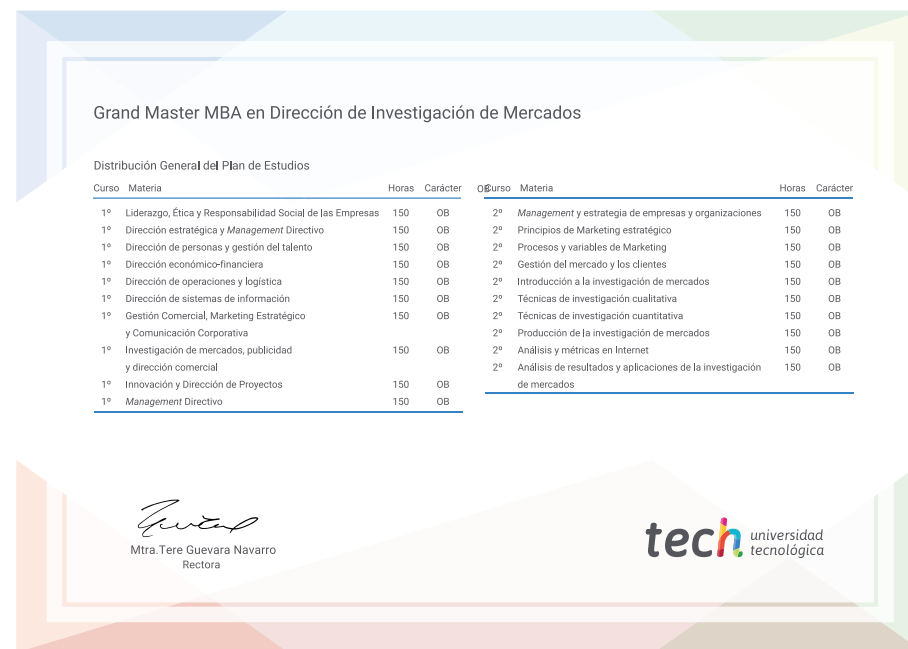 Grand Master MBA en Dirección de Investigación de Mercados
Distribución General del Plan de Estudios
Curso Materia Horas Carácter
1º Liderazgo, Ética y Responsabilidad Social de las Empresas 150 OB
1º Dirección estratégica y Management Directivo 150 OB
1º Dirección de personas y gestión del talento 150 OB
1º Dirección económico-financiera 150 OB
1º Dirección de operaciones y logística 150 OB
1º Dirección de sistemas de información 150 OB
1º Gestión Comercial, Marketing Estratégico 150 OB
y Comunicación Corporativa
1º Investigación de mercados, publicidad 150 OB
y dirección comercial
1º Innovación y Dirección de Proyectos 150 OB
1º Management Directivo 150 OB
OB
Curso Materia Horas Carácter
2º Management y estrategia de empresas y organizaciones 150 OB
2º Principios de Marketing estratégico 150 OB
2º Procesos y variables de Marketing 150 OB
2º Gestión del mercado y los clientes 150 OB
2º Introducción a la investigación de mercados 150 OB
2º Técnicas de investigación cualitativa 150 OB
2º Técnicas de investigación cuantitativa 150 OB
2º Producción de la investigación de mercados 150 OB
2º Análisis y métricas en Internet 150 OB
2º Análisis de resultados y aplicaciones de la investigación 150 OB
de mercados
Mtra.Tere Guevara Navarro
Rectora
tech universidad
tecnológica